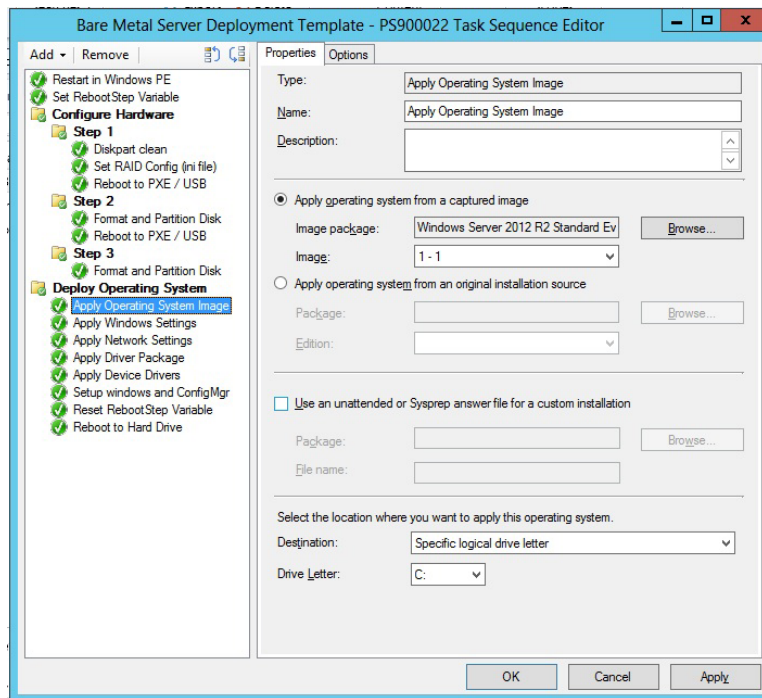 Bare Metal Server Deployment Template - PS900022 Task Sequence Editor
Add Remove
Restart in Windows PE
Set RebootStep Variable
Configure Hardware
Step 1
Diskpart clean
Set RAID Config (ini file)
Reboot to PXE / USB
Step 2
Format and Partition Disk
Reboot to PXE / USB
Step 3
Format and Partition Disk
Deploy Operating System
Apply Operating System Image
Apply Windows Settings
Apply Network Settings
Apply Driver Package
Apply Device Drivers
Setup windows and ConfigMgr
Reset RebootStep Variable
Reboot to Hard Drive
Properties Options
Type: Apply Operating System Image
Name: Apply Operating System Image
Description:
Apply operating system from a captured image
Image package: Windows Server 2012 R2 Standard Ev Browse...
Image: 1 - 1
Apply operating system from an original installation source
Package: Browse...
Edition:
Use an unattended or Sysprep answer file for a custom installation
Package: Browse...
File name:
Select the location where you want to apply this operating system.
Destination: Specific logical drive letter
Drive Letter: C:
OK Cancel Apply